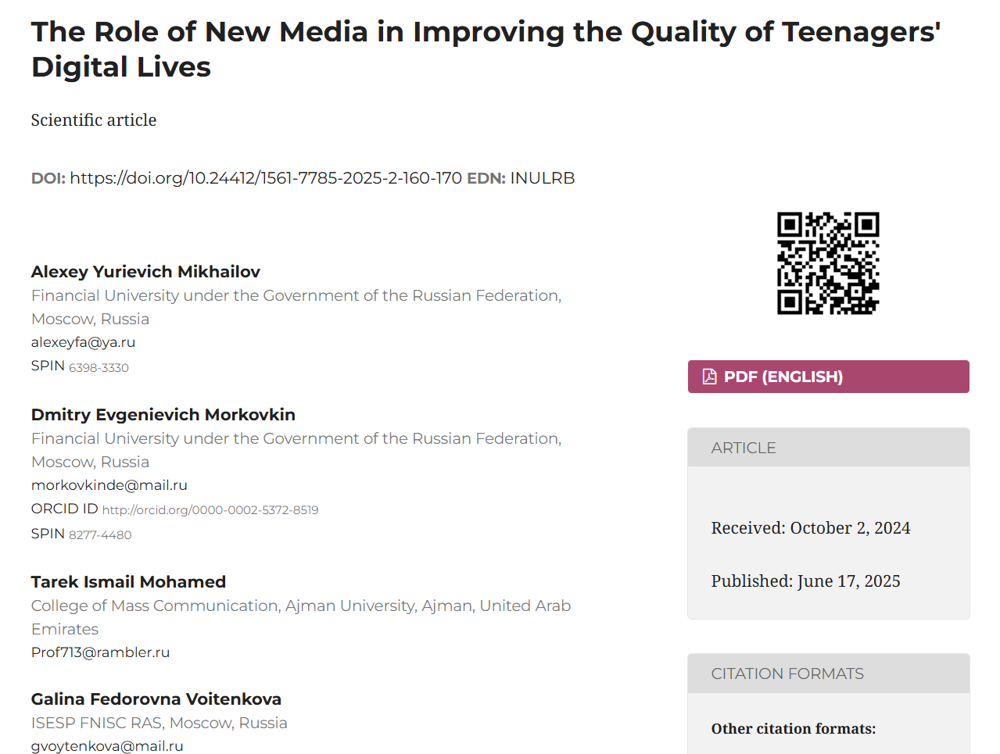 The Role of New Media in Improving the Quality of Teenagers'
Digital Lives
Scientific article
DOI: https://doi.org/10.24412/1561-7785-2025-2-160-170 EDN: INULRB
Alexey Yurievich Mikhailov
Financial University under the Government of the Russian Federation,
Moscow, Russia
alexeyfa@ya.ru
SPIN 6398-3330
Dmitry Evgenievich Morkovkin
Financial University under the Government of the Russian Federation,
Moscow, Russia
morkovkinde@mail.ru
ORCID ID http://orcid.org/0000-0002-5372-8519
SPIN 8277-4480
Tarek Ismail Mohamed
College of Mass Communication, Ajman University, Ajman, United Arab
Emirates
Prof713@rambler.ru
Galina Fedorovna Voitenkova
ISESP FNISC RAS, Moscow, Russia
gvoytenkova@mail.ru
PDF (ENGLISH)
ARTICLE
Received: October 2, 2024
Published: June 17, 2025
CITATION FORMATS
Other citation formats: